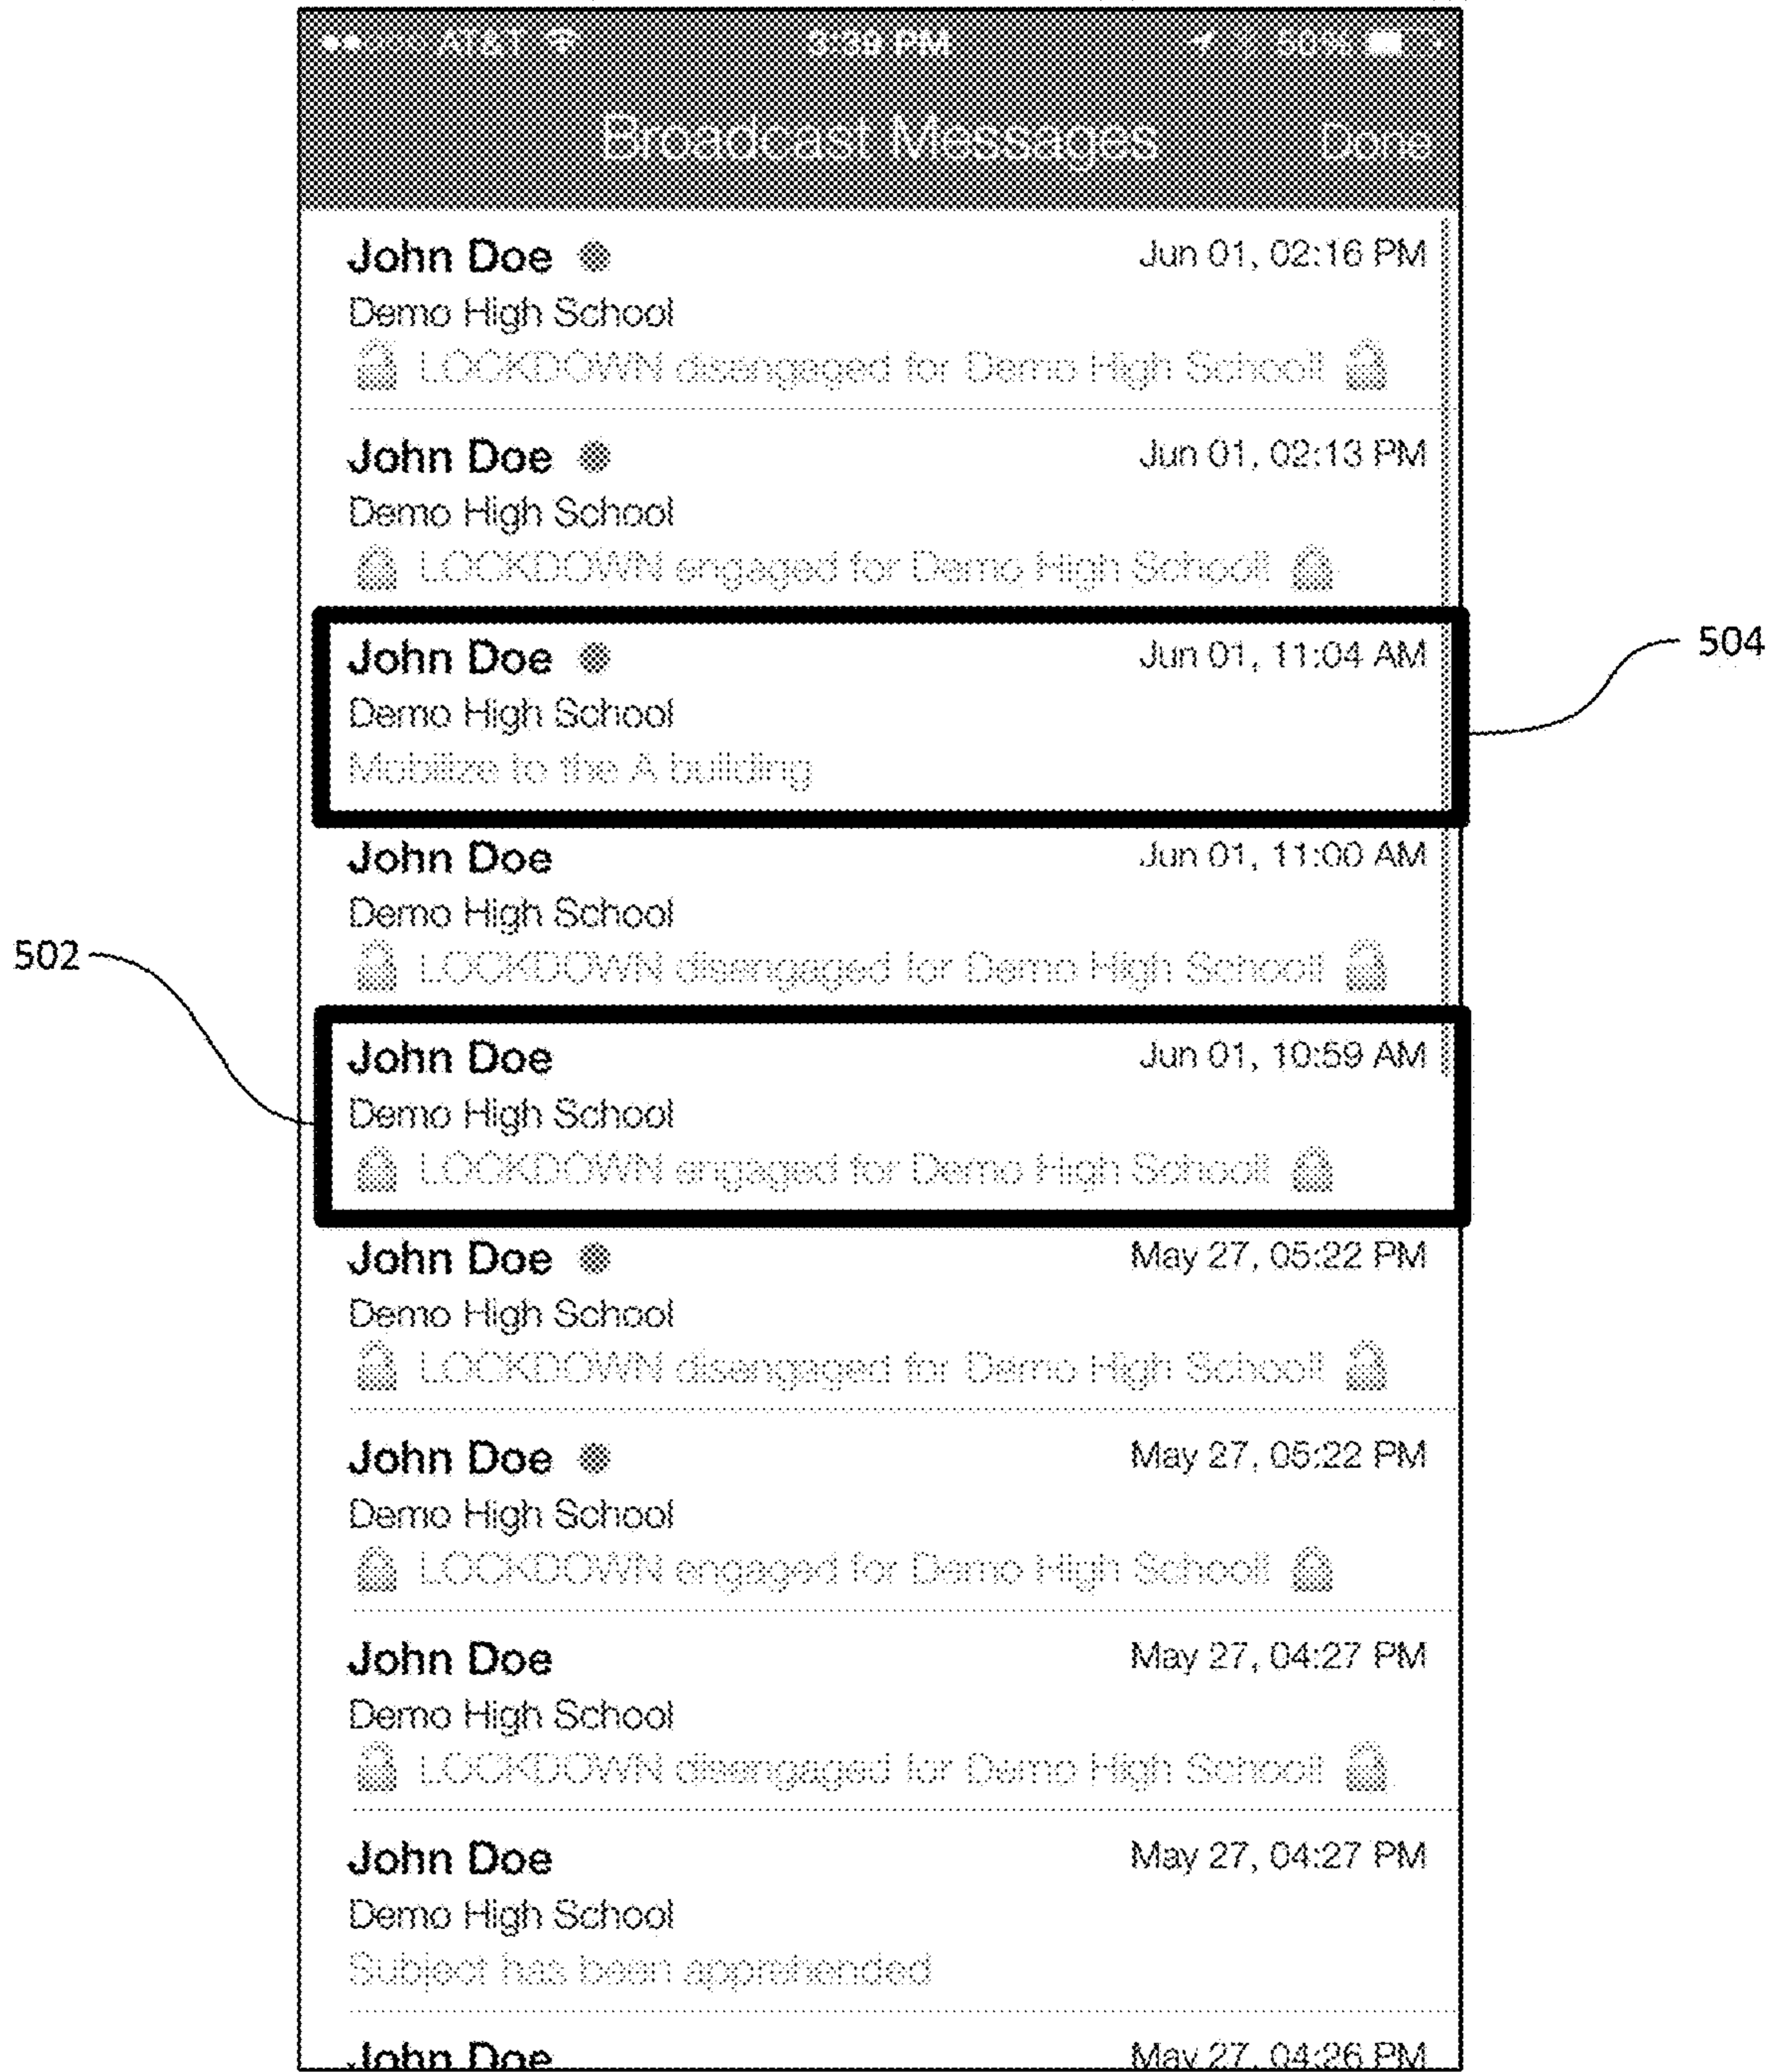 AT&T 3:39 PM 50%
Broadcast Messages Done
John Doe Jun 01, 02:16 PM
Demo High School
LOCKDOWN disengaged for Demo High School!
John Doe Jun 01, 02:13 PM
Demo High School
LOCKDOWN engaged for Demo High School!
John Doe Jun 01, 11:04 AM
504
Demo High School
Mobilize to the A building
John Doe Jun 01, 11:00 AM
Demo High School
LOCKDOWN disengaged for Demo High School!
502
John Doe Jun 01, 10:59 AM
Demo High School
LOCKDOWN engaged for Demo High School!
John Doe May 27, 05:22 PM
Demo High School
LOCKDOWN disengaged for Demo High School!
John Doe May 27, 05:22 PM
Demo High School
LOCKDOWN engaged for Demo High School!
John Doe May 27, 04:27 PM
Demo High School
LOCKDOWN disengaged for Demo High School!
John Doe May 27, 04:27 PM
Demo High School
Subject has been apprehended
John Doe May 27, 04:26 PM